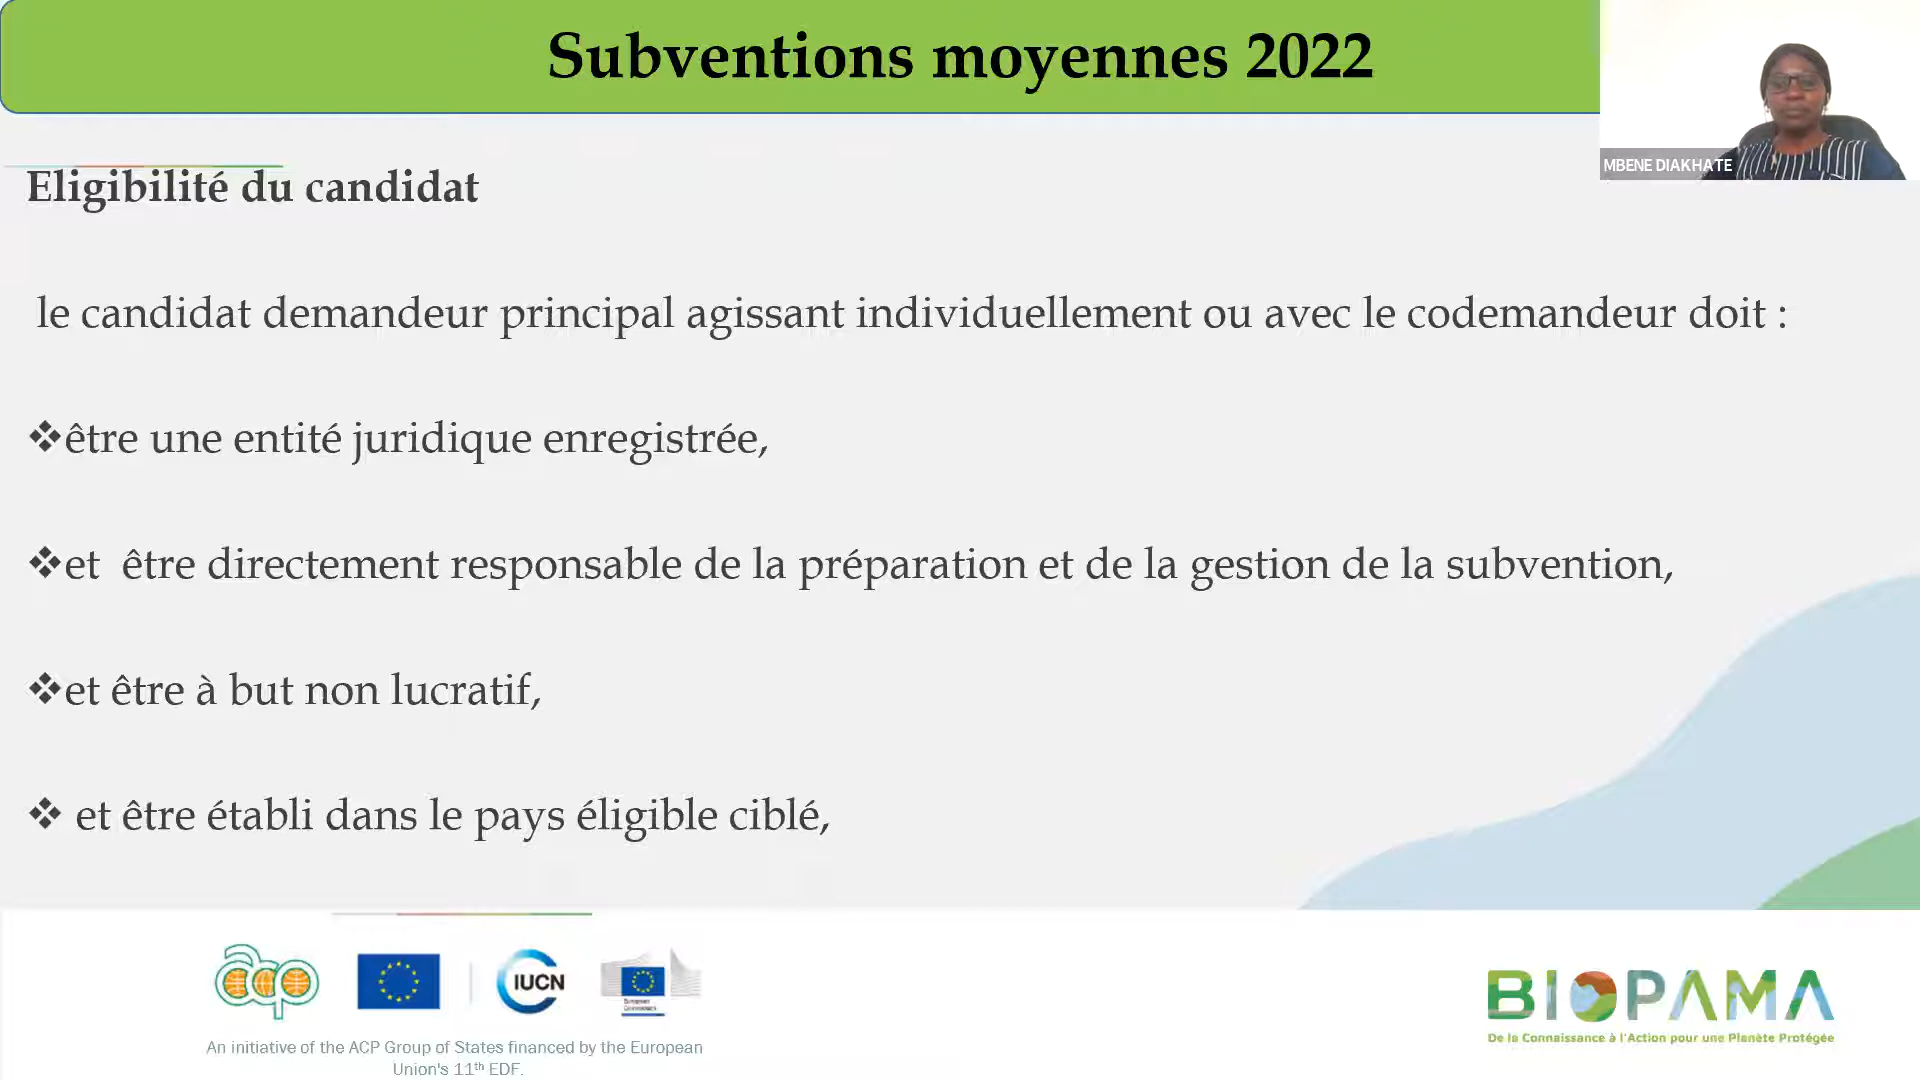 Subventions moyennes 2022
MBENE DIAKHATE
Eligibilité du candidat
le candidat demandeur principal agissant individuellement ou avec le codemandeur doit :
❖être une entité juridique enregistrée,
❖et être directement responsable de la préparation et de la gestion de la subvention,
❖et être à but non lucratif,
❖ et être établi dans le pays éligible ciblé,
acp
IUCN
European
Commission
BIOPAMA
De la Connaissance à l'Action pour une Planète Protégée
An initiative of the ACP Group of States financed by the European
Union's 11th EDF.